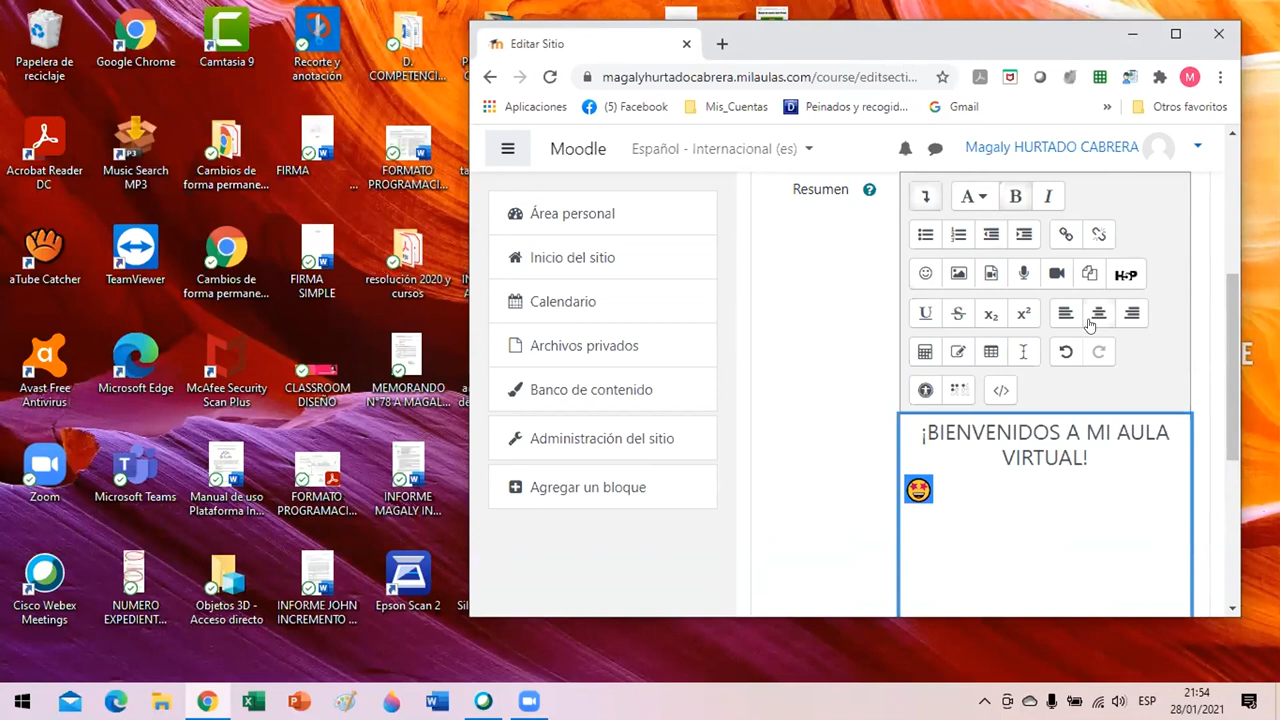 Papelera de
reciclaje
Google Chrome
Camtasia 9
Recorte y
anotación
D.
COMPETENCI...
Acrobat Reader
DC
Music Search
MP3
Cambios de
forma permane...
FIRMA
...
FORMATO
PROGRAMACI...
aTube Catcher
TeamViewer
Cambios de
forma permane...
FIRMA
SIMPLE
resolución 2020 y
cursos
Avast Free
Antivirus
Microsoft Edge
McAfee Security
Scan Plus
CLASSROOM
DISEÑO
MEMORANDO
N°78 A MAGAL...
Zoom
Microsoft Teams
Manual de uso
Plataforma In...
FORMATO
PROGRAMACI...
INFORME
MAGALY IN...
Cisco Webex
Meetings
NUMERO
EXPEDIENT...
Objetos 3D -
Acceso directo
INFORME JOHN
INCREMENTO ...
Epson Scan 2
Editar Sitio
magalyhurtadocabrera.milaulas.com/course/editsecti...
M
Aplicaciones
(5) Facebook
Mis_Cuentas
Peinados y recogid...
Gmail
»
Otros favoritos
Moodle
Español - Internacional (es)
Magaly HURTADO CABRERA
Área personal
Inicio del sitio
Calendario
Archivos privados
Banco de contenido
Administración del sitio
Agregar un bloque
Resumen
A
B
I
H5P
U
S
x₂
x²
¡BIENVENIDOS A MI AULA
VIRTUAL!
ESP
21:54
28/01/2021